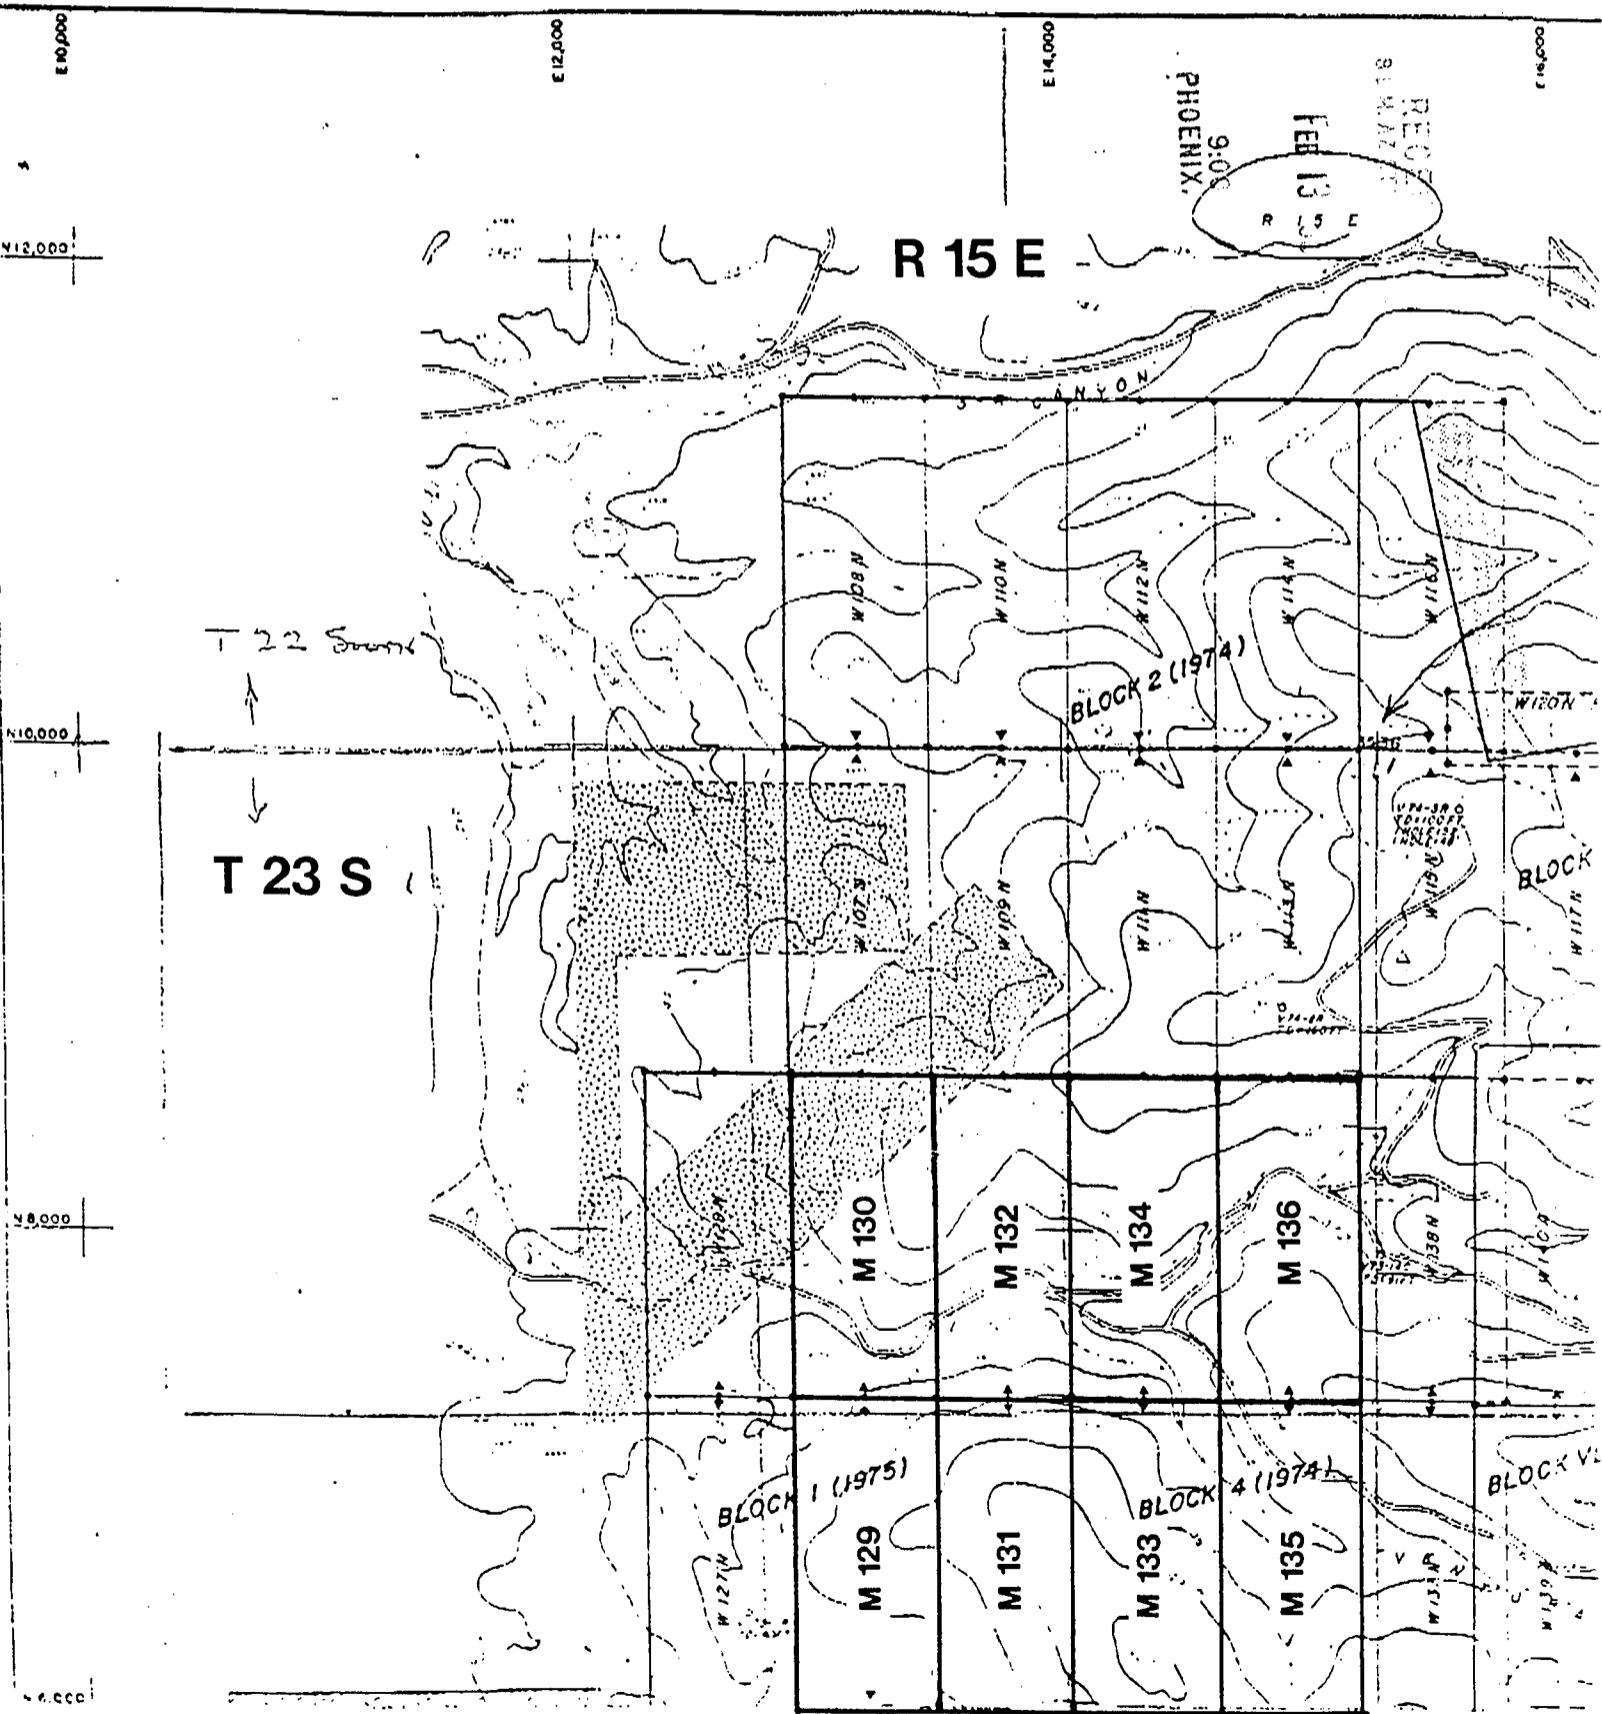 E 10,000
E 12,000
E 14,000
E 16,000
PHOENIX,
FEB 13
R 15 E
N 12,000
R 15 E
CANYON
W 108 N
W 110 N
W 112 N
W 114 N
W 116 N
T 22 South
BLOCK 2 (1974)
W 120 N
N 10,000
T 23 S
W 107 S
W 109 N
W 111 N
W 113 N
W 115 N
W 117 N
BLOCK
N 8,000
M 130
M 132
M 134
M 136
W 138 N
BLOCK 1 (1975)
BLOCK 4 (1974)
BLOCK
W 127 N
M 129
M 131
M 133
M 135